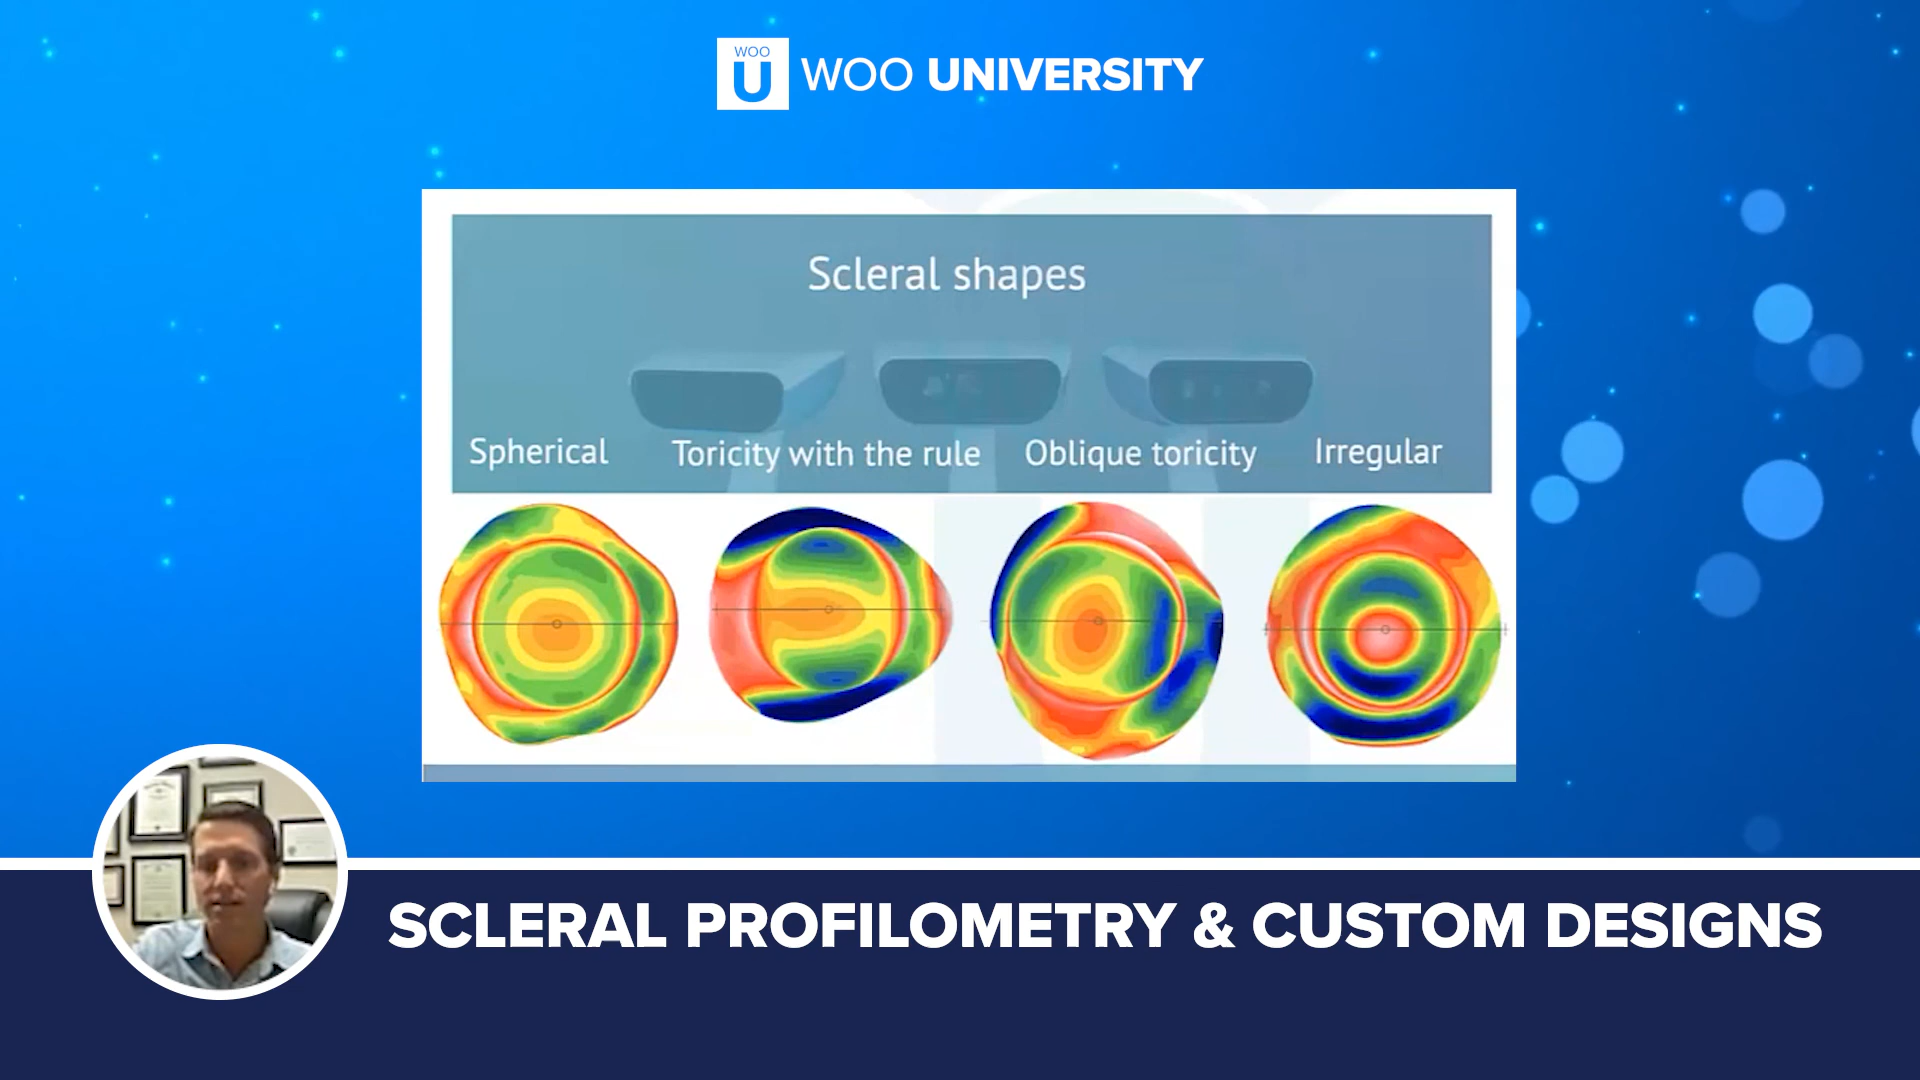 WOO
U
WOO UNIVERSITY
Scleral shapes
Spherical Toricity with the rule Oblique toricity Irregular
SCLERAL PROFILOMETRY & CUSTOM DESIGNS